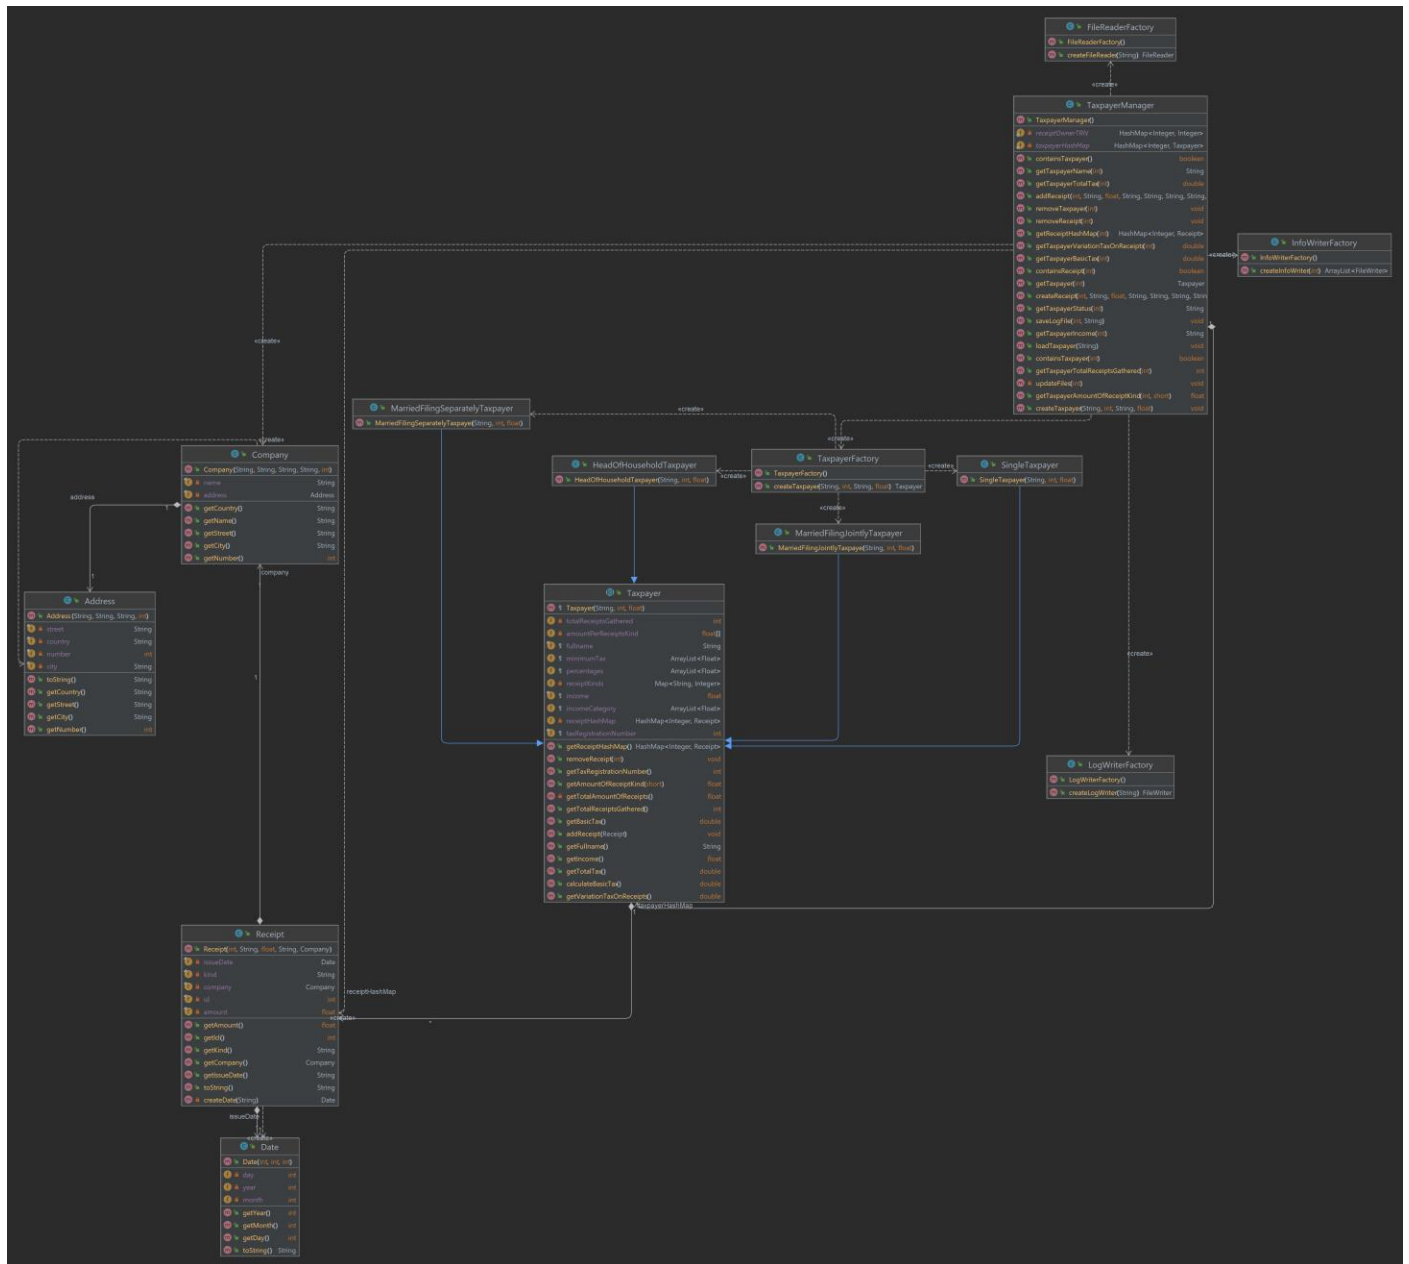 FileReaderFactory
FileReaderFactory()
createFileReader(String) FileReader
«create»
TaxpayerManager
TaxpayerManager()
receiptOwnerTRN HashMap<Integer, Integer>
taxpayerHashMap HashMap<Integer, Taxpayer>
containsTaxpayer() boolean
getTaxpayerName(int) String
getTaxpayerTotalTax(int) double
addReceipt(int, String, float, String, String, String, String,
removeTaxpayer(int) void
removeReceipt(int) void
getReceiptHashMap(int) HashMap<Integer, Receipt>
getTaxpayerVariationTaxOnReceipts(int) double
getTaxpayerBasicTax(int) double
containsReceipt(int) boolean
getTaxpayer(int) Taxpayer
createReceipt(int, String, float, String, String, String, Strin
getTaxpayerStatus(int) String
saveLogFile(int, String) void
getTaxpayerIncome(int) String
loadTaxpayer(String) void
containsTaxpayer(int) boolean
getTaxpayerTotalReceiptsGathered(int) int
updateFiles(int) void
getTaxpayerAmountOfReceiptKind(int, short) float
createTaxpayer(String, int, String, float) void
«create»
InfoWriterFactory
InfoWriterFactory()
createInfoWriter(int) ArrayList<FileWriter>
1
«create»
«create»
MarriedFilingSeparatelyTaxpayer
MarriedFilingSeparatelyTaxpayer(String, int, float)
«create»
«create»
«create»
Company
Company(String, String, String, String, int)
name String
address Address
getCountry() String
getName() String
getStreet() String
getCity() String
getNumber() int
HeadOfHouseholdTaxpayer
HeadOfHouseholdTaxpayer(String, int, float)
«create»
TaxpayerFactory
TaxpayerFactory()
createTaxpayer(String, int, String, float) Taxpayer
«create»
SingleTaxpayer
SingleTaxpayer(String, int, float)
address
1
«create»
MarriedFilingJointlyTaxpayer
MarriedFilingJointlyTaxpayer(String, int, float)
company
1
Address
Address(String, String, String, int)
street String
country String
number int
city String
toString() String
getCountry() String
getStreet() String
getCity() String
getNumber() int
Taxpayer
Taxpayer(String, int, float)
totalReceiptsGathered int
amountPerReceiptsKind float[]
fullname String
minimumTax ArrayList<Float>
percentages ArrayList<Float>
receiptKinds Map<String, Integer>
income float
incomeCategory ArrayList<Float>
receiptHashMap HashMap<Integer, Receipt>
taxRegistrationNumber int
getReceiptHashMap() HashMap<Integer, Receipt>
removeReceipt(int) void
getTaxRegistrationNumber() int
getAmountOfReceiptKind(short) float
getTotalAmountOfReceipts() float
getTotalReceiptsGathered() int
getBasicTax() double
addReceipt(Receipt) void
getFullname() String
getIncome() float
getTotalTax() double
calculateBasicTax() double
getVariationTaxOnReceipts() double
«create»
1
LogWriterFactory
LogWriterFactory()
createLogWriter(String) FileWriter
taxpayerHashMap
1
Receipt
Receipt(int, String, float, String, Company)
issueDate Date
kind String
company Company
id int
amount float
getAmount() float
getId() int
getKind() String
getCompany() Company
getIssueDate() String
toString() String
createDate(String) Date
receiptHashMap
«create»
*
issueDate
«create»
Date
Date(int, int, int)
day int
year int
month int
getYear() int
getMonth() int
getDay() int
toString() String